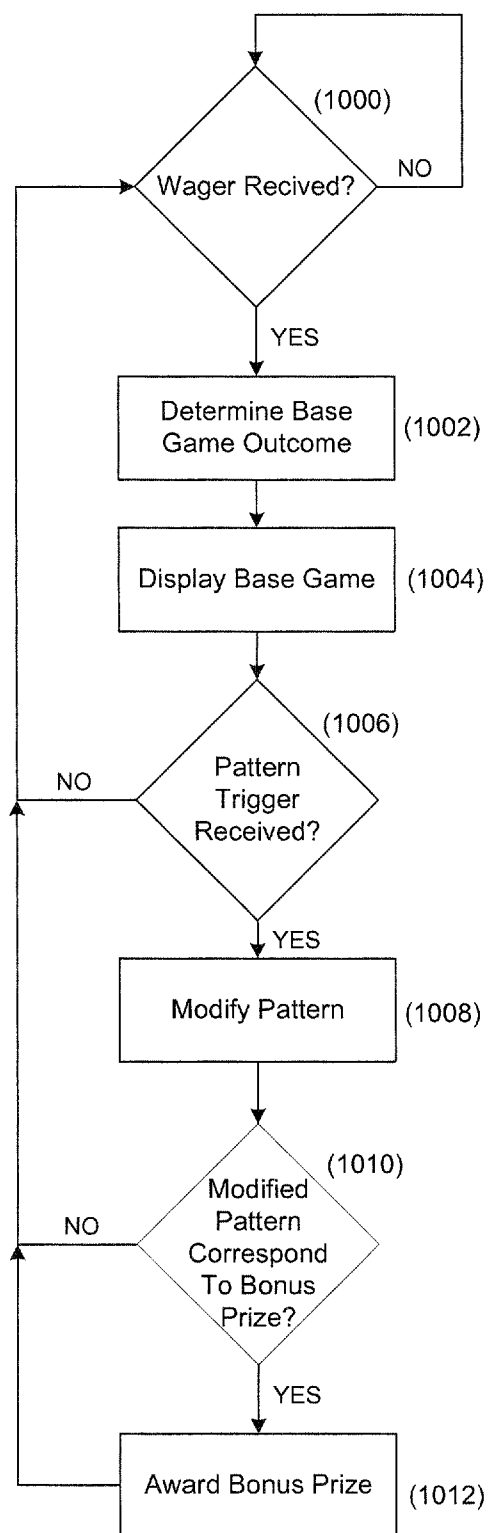 (1000)
Wager Recived?
NO
YES
Determine Base
Game Outcome
(1002)
Display Base Game
(1004)
(1006)
Pattern
Trigger
Received?
NO
YES
Modify Pattern
(1008)
(1010)
Modified
Pattern
Correspond
To Bonus
Prize?
NO
YES
Award Bonus Prize
(1012)